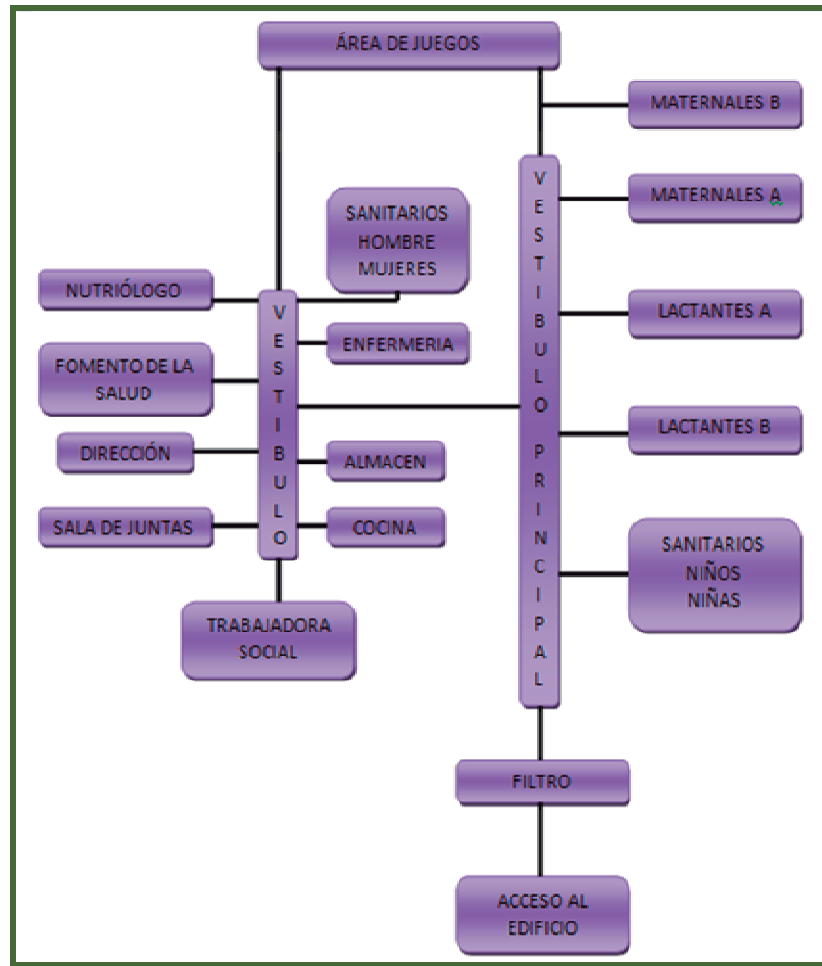 ÁREA DE JUEGOS
MATERNALES B
MATERNALES A
SANITARIOS
HOMBRE
MUJERES
NUTRIÓLOGO
ENFERMERIA
LACTANTES A
FOMENTO DE LA
SALUD
VESTIBULO
VESTIBULO PRINCIPAL
LACTANTES B
DIRECCIÓN
ALMACEN
SALA DE JUNTAS
COCINA
SANITARIOS
NIÑOS
NIÑAS
TRABAJADORA
SOCIAL
FILTRO
ACCESO AL
EDIFICIO